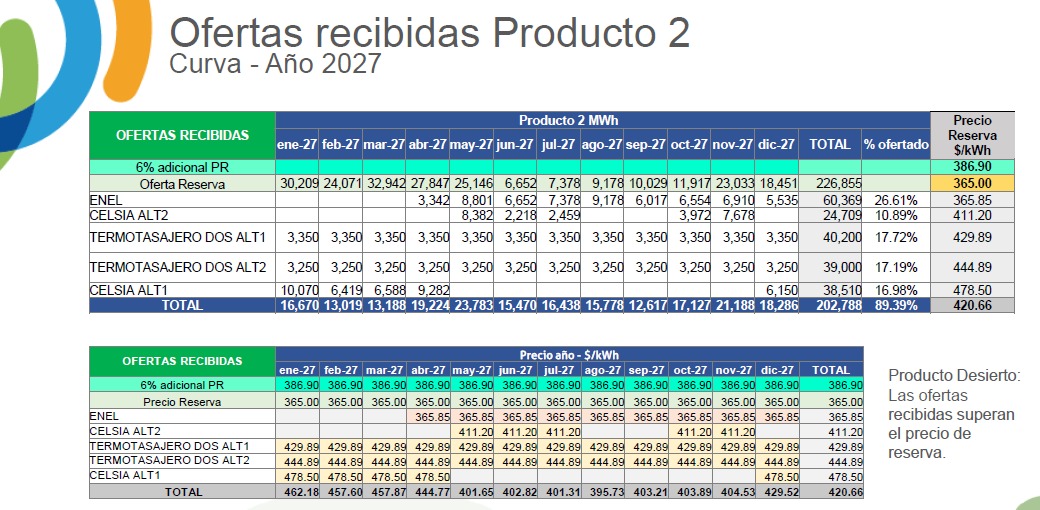 Ofertas recibidas Producto 2
Curva - Año 2027
OFERTAS RECIBIDAS Producto 2 MWh Precio Reserva $/kWh
ene-27 feb-27 mar-27 abr-27 may-27 jun-27 jul-27 ago-27 sep-27 oct-27 nov-27 dic-27 TOTAL % ofertado
6% adicional PR 386.90
Oferta Reserva 30,209 24,071 32,942 27,847 25,146 6,652 7,378 9,178 10,029 11,917 23,033 18,451 226,855 365.00
ENEL 3,342 8,801 6,652 7,378 9,178 6,017 6,554 6,910 5,535 60,369 26.61% 365.85
CELSIA ALT2 8,382 2,218 2,459 3,972 7,678 24,709 10.89% 411.20
TERMOTASAJERO DOS ALT1 3,350 3,350 3,350 3,350 3,350 3,350 3,350 3,350 3,350 3,350 3,350 3,350 40,200 17.72% 429.89
TERMOTASAJERO DOS ALT2 3,250 3,250 3,250 3,250 3,250 3,250 3,250 3,250 3,250 3,250 3,250 3,250 39,000 17.19% 444.89
CELSIA ALT1 10,070 6,419 6,588 9,282 6,150 38,510 16.98% 478.50
TOTAL 16,670 13,019 13,188 19,224 23,783 15,470 16,438 15,778 12,617 17,127 21,188 18,286 202,788 89.39% 420.66
OFERTAS RECIBIDAS Precio año - $/kWh
ene-27 feb-27 mar-27 abr-27 may-27 jun-27 jul-27 ago-27 sep-27 oct-27 nov-27 dic-27 TOTAL
6% adicional PR 386.90 386.90 386.90 386.90 386.90 386.90 386.90 386.90 386.90 386.90 386.90 386.90 386.90
Precio Reserva 365.00 365.00 365.00 365.00 365.00 365.00 365.00 365.00 365.00 365.00 365.00 365.00 365.00
ENEL 365.85 365.85 365.85 365.85 365.85 365.85 365.85 365.85 365.85 365.85
CELSIA ALT2 411.20 411.20 411.20 411.20 411.20 411.20
TERMOTASAJERO DOS ALT1 429.89 429.89 429.89 429.89 429.89 429.89 429.89 429.89 429.89 429.89 429.89 429.89 429.89
TERMOTASAJERO DOS ALT2 444.89 444.89 444.89 444.89 444.89 444.89 444.89 444.89 444.89 444.89 444.89 444.89 444.89
CELSIA ALT1 478.50 478.50 478.50 478.50 478.50 478.50
TOTAL 462.18 457.60 457.87 444.77 401.65 402.82 401.31 395.73 403.21 403.89 404.53 429.52 420.66
Producto Desierto:
Las ofertas
recibidas superan
el precio de
reserva.